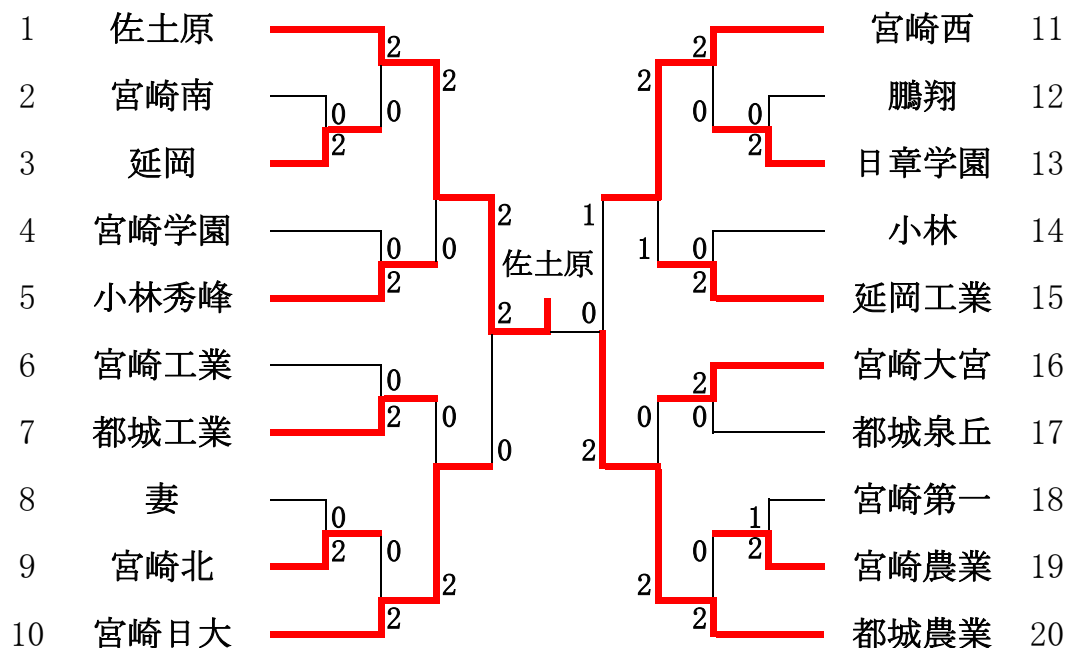 1 佐土原 2 2 宮崎西 11
2 2
2 宮崎南 0 0 0 0 鵬翔 12
3 延岡 2 2 日章学園 13
4 宮崎学園 0 0 2 1 1 0 小林 14
佐土原
5 小林秀峰 2 2 0 2 延岡工業 15
6 宮崎工業 0 2 宮崎大宮 16
7 都城工業 2 0 0 0 都城泉丘 17
0 2
8 妻 0 1 宮崎第一 18
9 宮崎北 2 0 0 2 宮崎農業 19
2 2
10 宮崎日大 2 2 都城農業 20